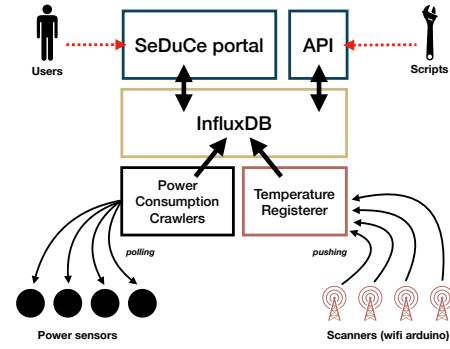 SeDuCe portal
API
Users
Scripts
InfluxDB
Power
Consumption
Crawlers
Temperature
Registerer
polling
pushing
Power sensors
Scanners (wifi arduino)